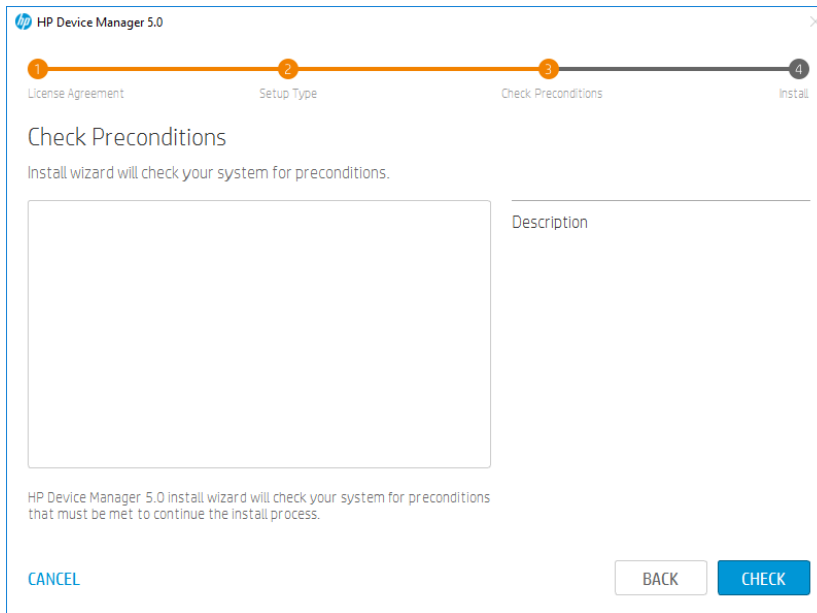 hp HP Device Manager 5.0
1 2 3 4
License Agreement Setup Type Check Preconditions Install
Check Preconditions
Install wizard will check your system for preconditions.
Description
HP Device Manager 5.0 install wizard will check your system for preconditions
that must be met to continue the install process.
CANCEL BACK CHECK